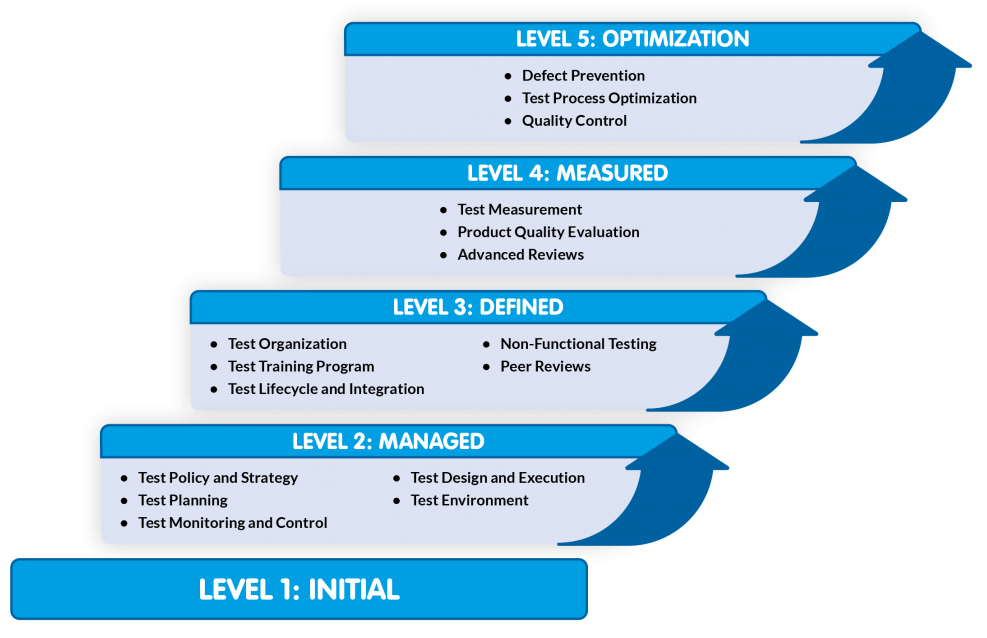 LEVEL 5: OPTIMIZATION
● Defect Prevention
● Test Process Optimization
● Quality Control
LEVEL 4: MEASURED
● Test Measurement
● Product Quality Evaluation
● Advanced Reviews
LEVEL 3: DEFINED
● Test Organization
● Test Training Program
● Test Lifecycle and Integration
● Non-Functional Testing
● Peer Reviews
LEVEL 2: MANAGED
● Test Policy and Strategy
● Test Planning
● Test Monitoring and Control
● Test Design and Execution
● Test Environment
LEVEL 1: INITIAL